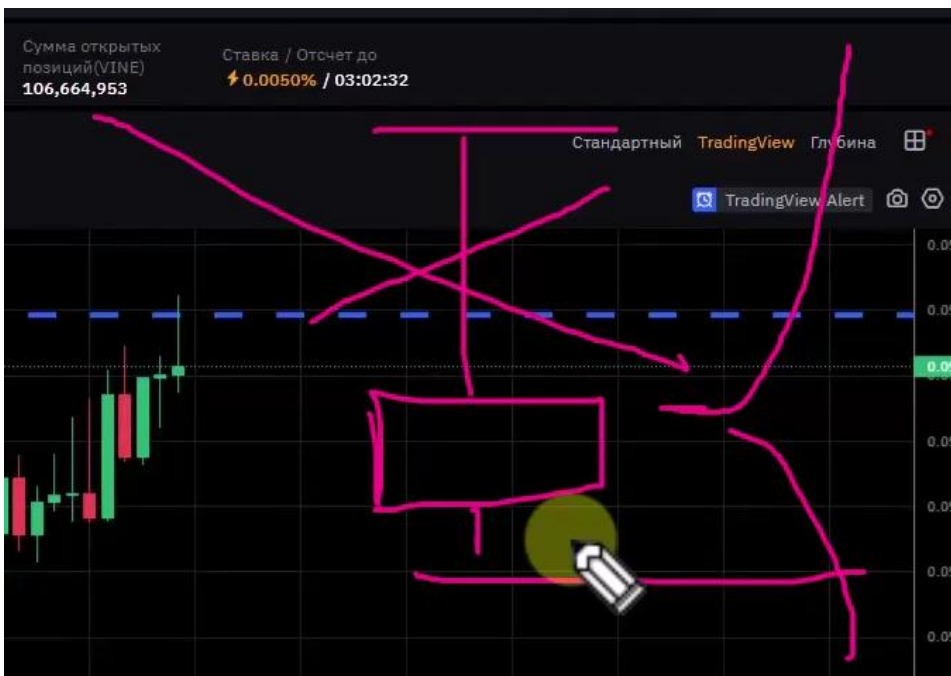 Сумма открытых
позиций(VINE)
106,664,953
Ставка / Отсчет до
0.0050% / 03:02:32
Стандартный TradingView Глубина
TradingView Alert